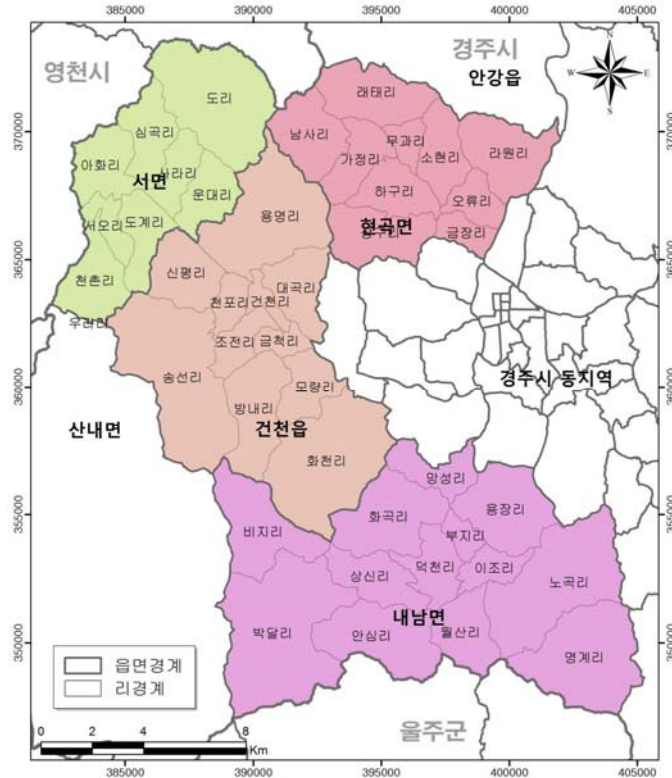 385000
390000
395000
400000
405000
영천시
경주시
안강읍
N
W
E
S
370000
370000
도리
래태리
심곡리
남사리
무과리
라원리
아화리
가정리
소현리
사라리
서면
운대리
하구리
오류리
서오리
도계리
용명리
현곡면
금장리
365000
365000
신평리
천촌리
대곡리
천포리
건천리
우라리
조전리
금척리
360000
360000
송선리
모량리
경주시 동지역
방내리
산내면
건천읍
화천리
망성리
355000
355000
비지리
화곡리
용장리
부지리
상신리
덕천리
이조리
노곡리
내남면
박달리
안심리
월산리
명계리
350000
350000
읍면경계
리경계
울주군
0
2
4
8
Km
385000
390000
395000
400000
405000